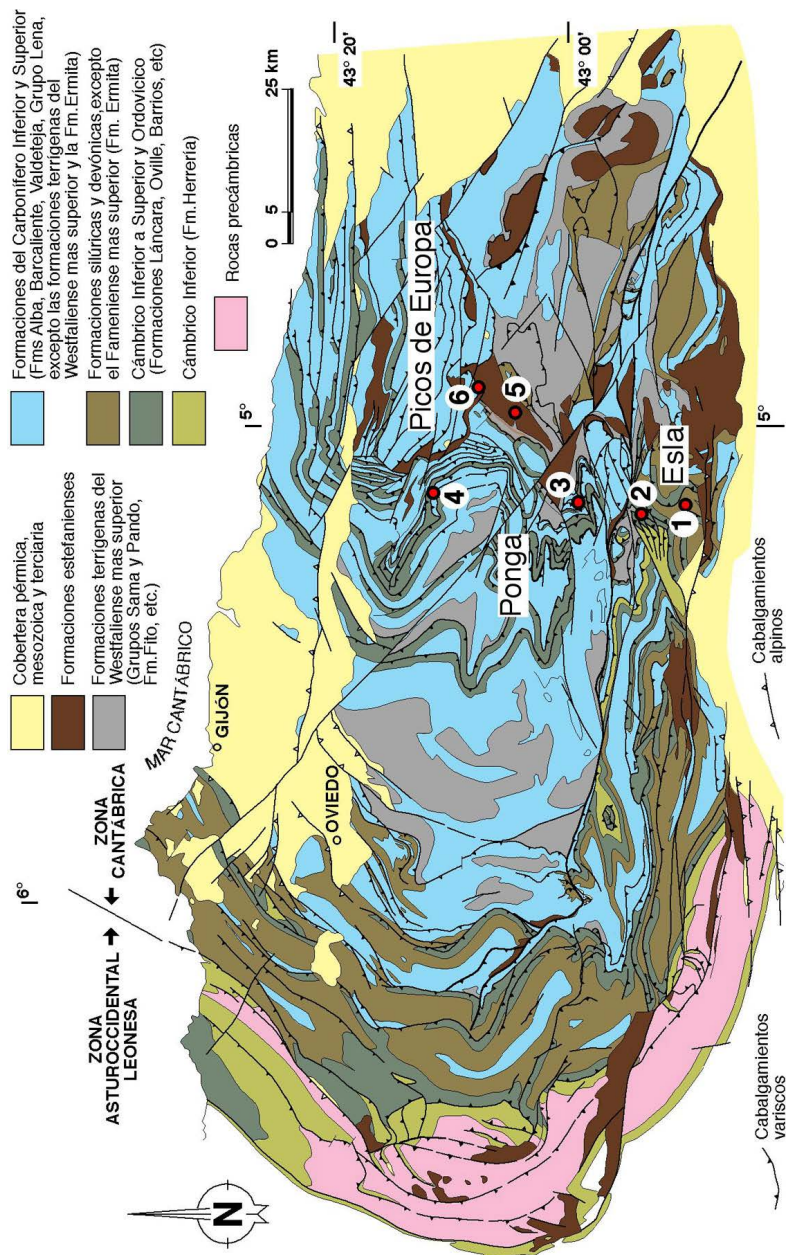 6°
ZONA
ASTUROCCIDENTAL
LEONESA
ZONA
CANTÁBRICA
MAR CANTÁBRICO
GIJÓN
OVIEDO
Cobertera pérmica,
mesozoica y terciaria
Formaciones estefanienses
Formaciones terrígenas del
Westfaliense mas superior
(Grupos Sama y Pando,
Fm.Fito, etc.)
Formaciones del Carbonífero Inferior y Superior
(Fms Alba, Barcaliente, Valdeteja, Grupo Lena,
excepto las formaciones terrígenas del
Westfaliense mas superior y la Fm.Ermita)
Formaciones silúricas y devónicas,excepto
el Fameniense mas superior (Fm. Ermita)
Cámbrico Inferior a Superior y Ordovícico
(Formaciones Láncara, Oville, Barrios, etc)
Cámbrico Inferior (Fm.Herrería)
Rocas precámbricas
5°
0 5 25 km
43° 20'
43° 00'
Picos de Europa
Ponga
Esla
1
2
3
4
5
6
5°
N
Cabalgamientos
variscos
Cabalgamientos
alpinos